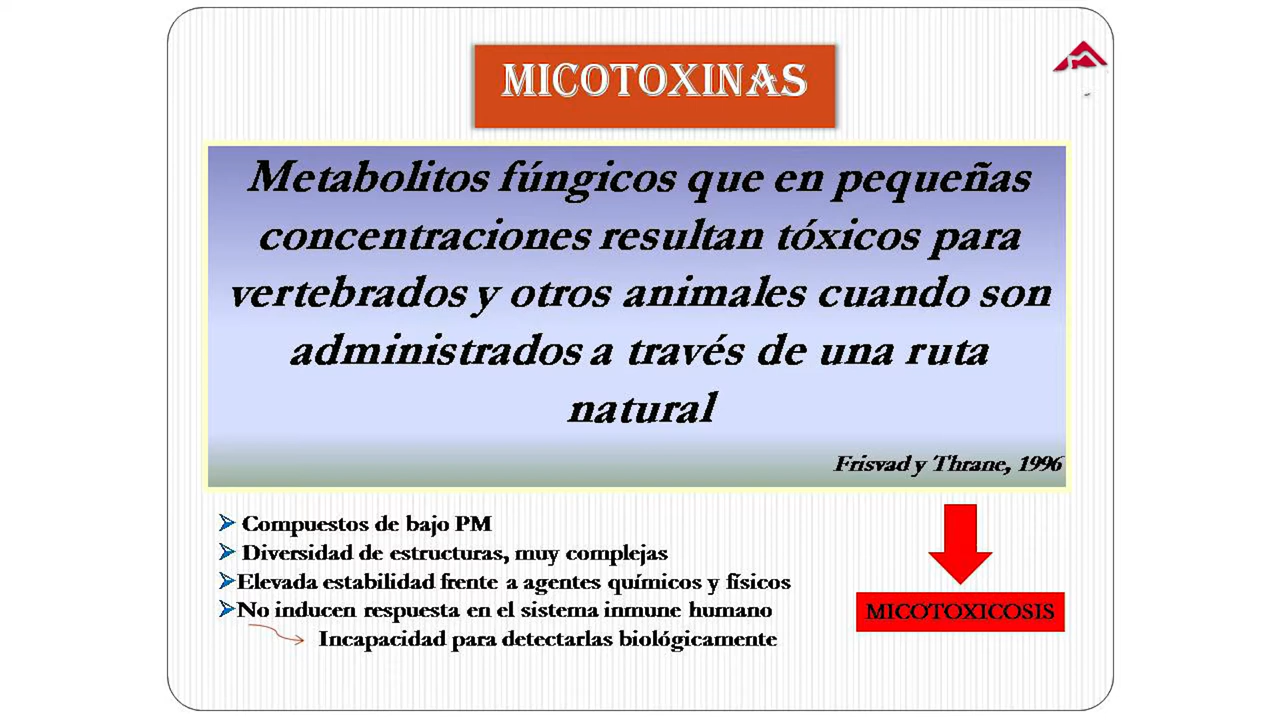 MICOTOXINAS
Metabolitos fúngicos que en pequeñas
concentraciones resultan tóxicos para
vertebrados y otros animales cuando son
administrados a través de una ruta
natural
Frisvad y Thrane, 1996
Compuestos de bajo PM
Diversidad de estructuras, muy complejas
Elevada estabilidad frente a agentes químicos y físicos
No inducen respuesta en el sistema inmune humano
Incapacidad para detectarlas biológicamente
MICOTOXICOSIS